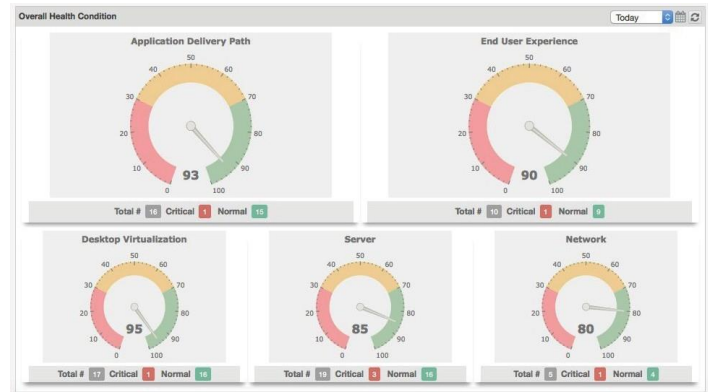 Overall Health Condition Today
Application Delivery Path
0 10 20 30 40 50 60 70 80 90 100
93
Total # 16 Critical 1 Normal 15
End User Experience
0 10 20 30 40 50 60 70 80 90 100
90
Total # 10 Critical 1 Normal 9
Desktop Virtualization
0 10 20 30 40 50 60 70 80 90 100
95
Total # 17 Critical 1 Normal 16
Server
0 10 20 30 40 50 60 70 80 90 100
85
Total # 19 Critical 3 Normal 16
Network
0 10 20 30 40 50 60 70 80 90 100
80
Total # 5 Critical 1 Normal 4